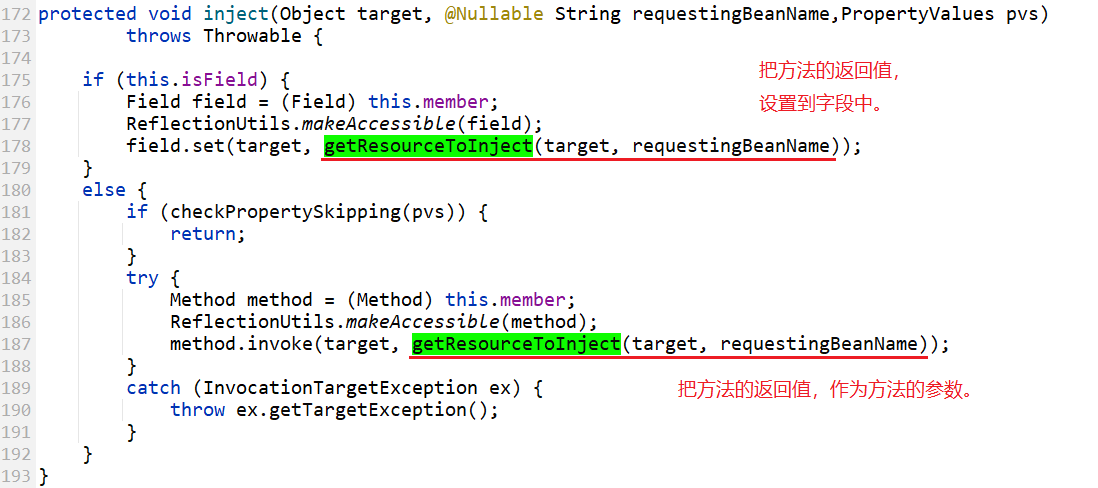 172 protected void inject(Object target, @Nullable String requestingBeanName,PropertyValues pvs)
173         throws Throwable {
174
175     if (this.isField) {
把方法的返回值，
176         Field field = (Field) this.member;
设置到字段中。
177         ReflectionUtils.makeAccessible(field);
178         field.set(target, getResourceToInject(target, requestingBeanName));
179     }
180     else {
181         if (checkPropertySkipping(pvs)) {
182             return;
183         }
184         try {
185             Method method = (Method) this.member;
186             ReflectionUtils.makeAccessible(method);
187             method.invoke(target, getResourceToInject(target, requestingBeanName));
188         }
189         catch (InvocationTargetException ex) {
把方法的返回值，作为方法的参数。
190             throw ex.getTargetException();
191         }
192     }
193 }